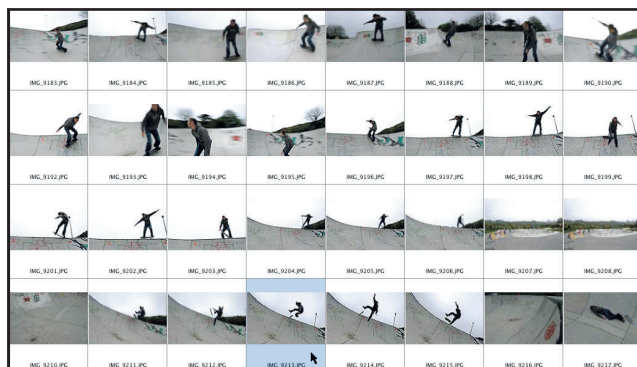 IMG_9183.JPG IMG_9184.JPG IMG_9185.JPG IMG_9186.JPG IMG_9187.JPG IMG_9188.JPG IMG_9189.JPG IMG_9190.JPG
IMG_9192.JPG IMG_9193.JPG IMG_9194.JPG IMG_9195.JPG IMG_9196.JPG IMG_9197.JPG IMG_9198.JPG IMG_9199.JPG
IMG_9201.JPG IMG_9202.JPG IMG_9203.JPG IMG_9204.JPG IMG_9205.JPG IMG_9206.JPG IMG_9207.JPG IMG_9208.JPG
IMG_9210.JPG IMG_9211.JPG IMG_9212.JPG IMG_9213.JPG IMG_9214.JPG IMG_9215.JPG IMG_9216.JPG IMG_9217.JPG